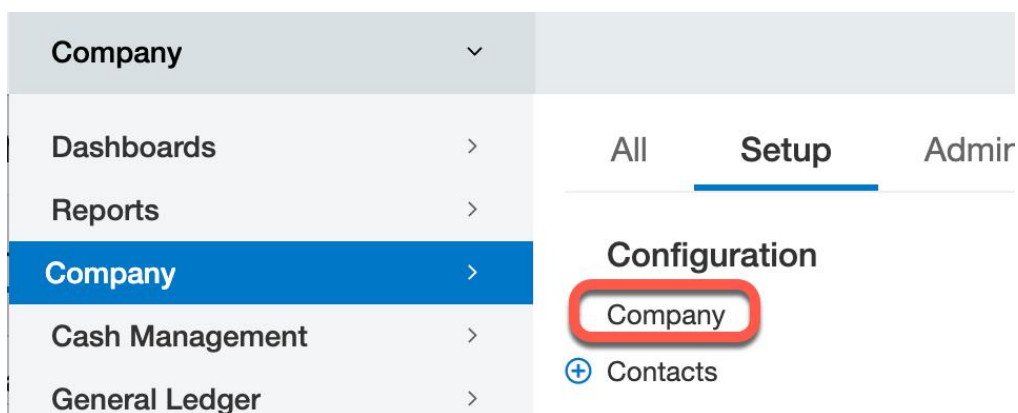 Company
Dashboards
Reports
Company
Cash Management
General Ledger
All Setup Admin
Configuration
Company
Contacts